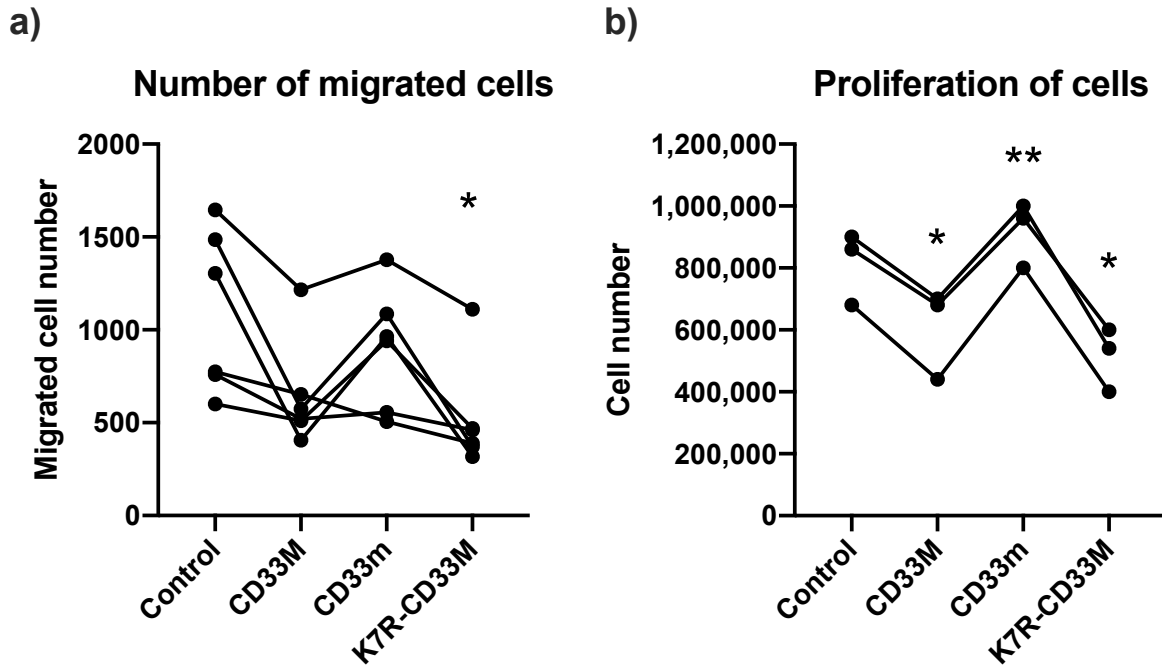 a)
Number of migrated cells
Migrated cell number
2000
1500
1000
500
0
Control
CD33M
CD33m
K7R-CD33M
*
b)
Proliferation of cells
Cell number
1,200,000
1,000,000
800,000
600,000
400,000
200,000
0
Control
CD33M
CD33m
K7R-CD33M
*
**
*